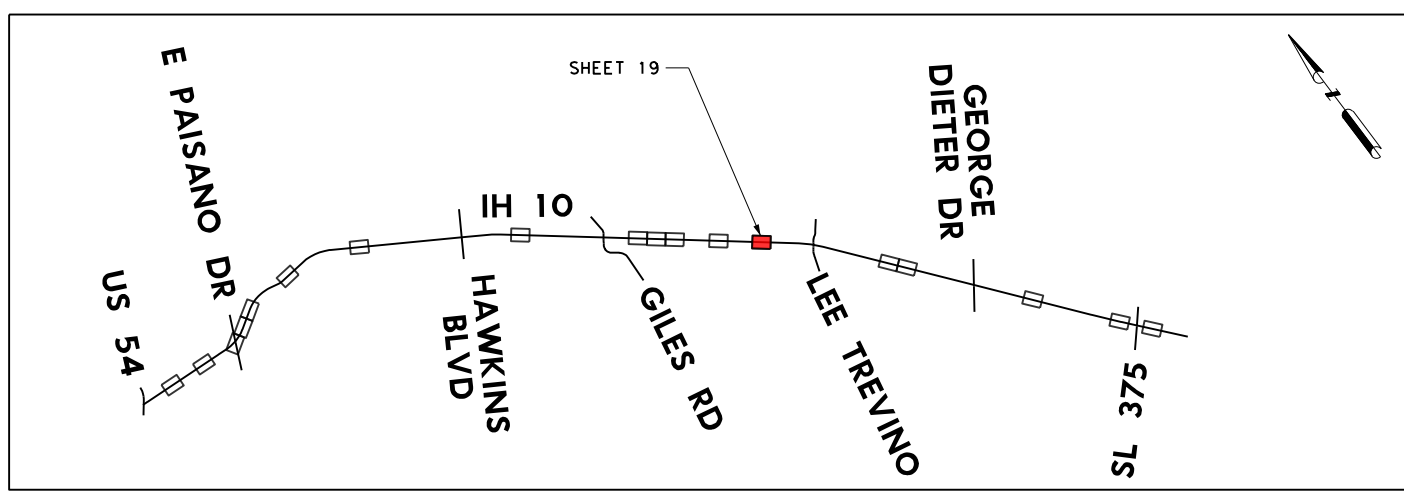 SHEET 19
E PAISANO DR
GEORGE
DIETER DR
IH 10
US 54
HAWKINS
BLVD
GILES RD
LEE TREVINO
SL 375
N